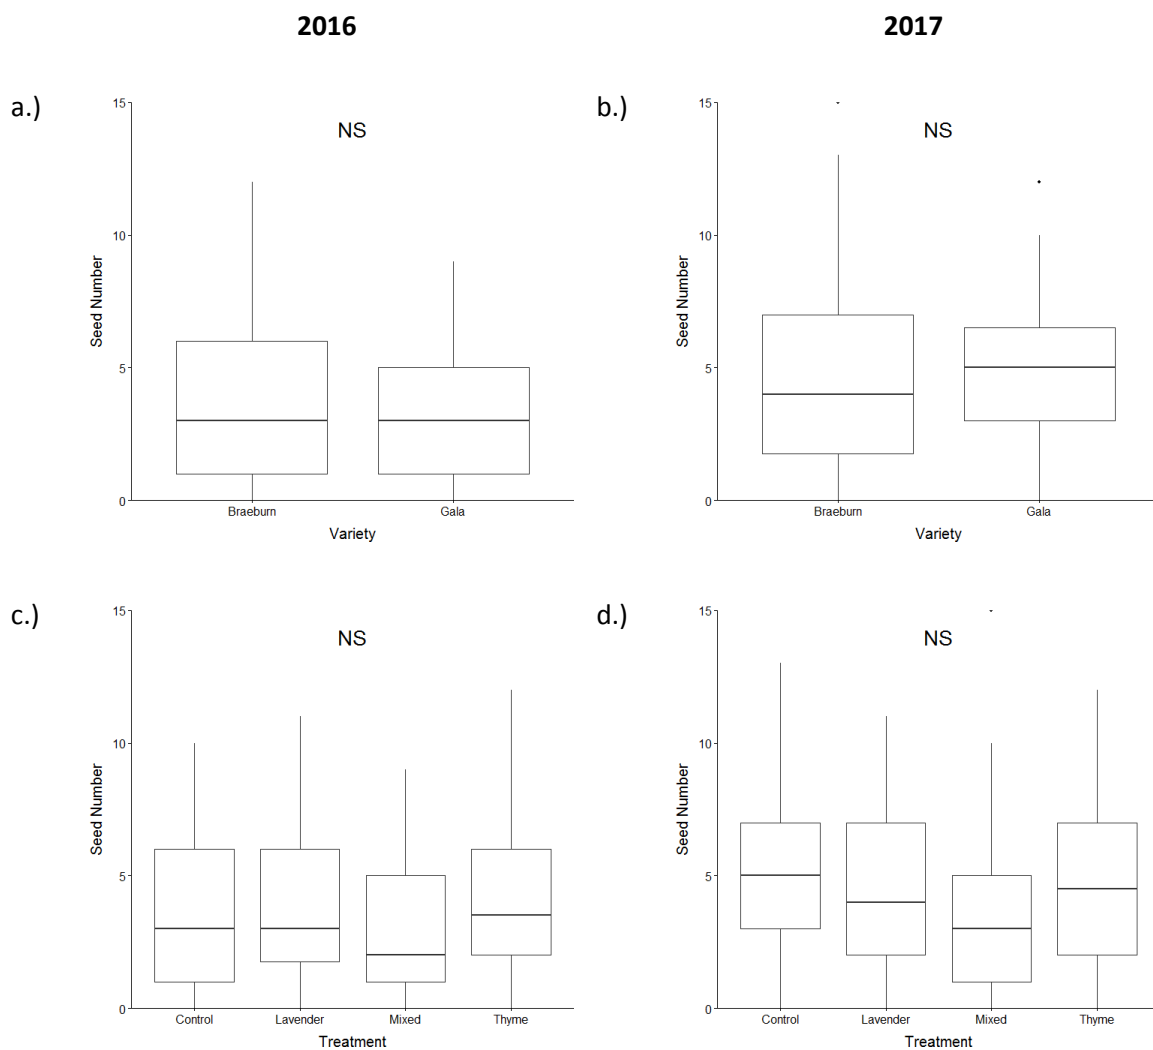 2016
2017
a.)
NS
15
10
5
0
Seed Number
Braeburn
Gala
Variety
b.)
NS
15
10
5
0
Seed Number
Braeburn
Gala
Variety
c.)
NS
15
10
5
0
Seed Number
Control
Lavender
Mixed
Thyme
Treatment
d.)
NS
15
10
5
0
Seed Number
Control
Lavender
Mixed
Thyme
Treatment